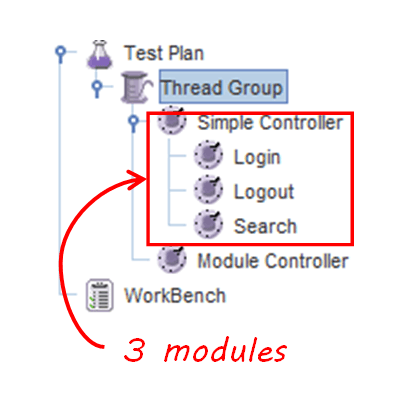 Test Plan
Thread Group
Simple Controller
Login
Logout
Search
Module Controller
WorkBench
3 modules